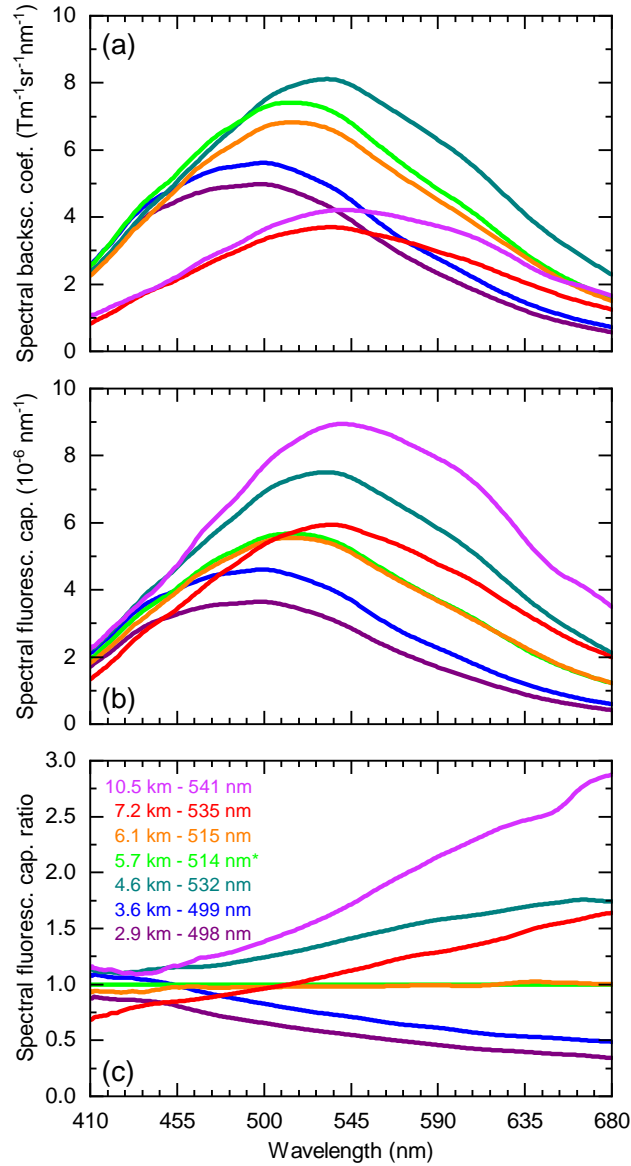 (a)
Spectral backsc. coef. (Tm⁻¹sr⁻¹nm⁻¹)
10
8
6
4
2
0
(b)
Spectral fluoresc. cap. (10⁻⁶ nm⁻¹)
10
8
6
4
2
0
(c)
Spectral fluoresc. cap. ratio
3.0
2.5
2.0
1.5
1.0
0.5
0.0
10.5 km - 541 nm
7.2 km - 535 nm
6.1 km - 515 nm
5.7 km - 514 nm*
4.6 km - 532 nm
3.6 km - 499 nm
2.9 km - 498 nm
410 455 500 545 590 635 680
Wavelength (nm)